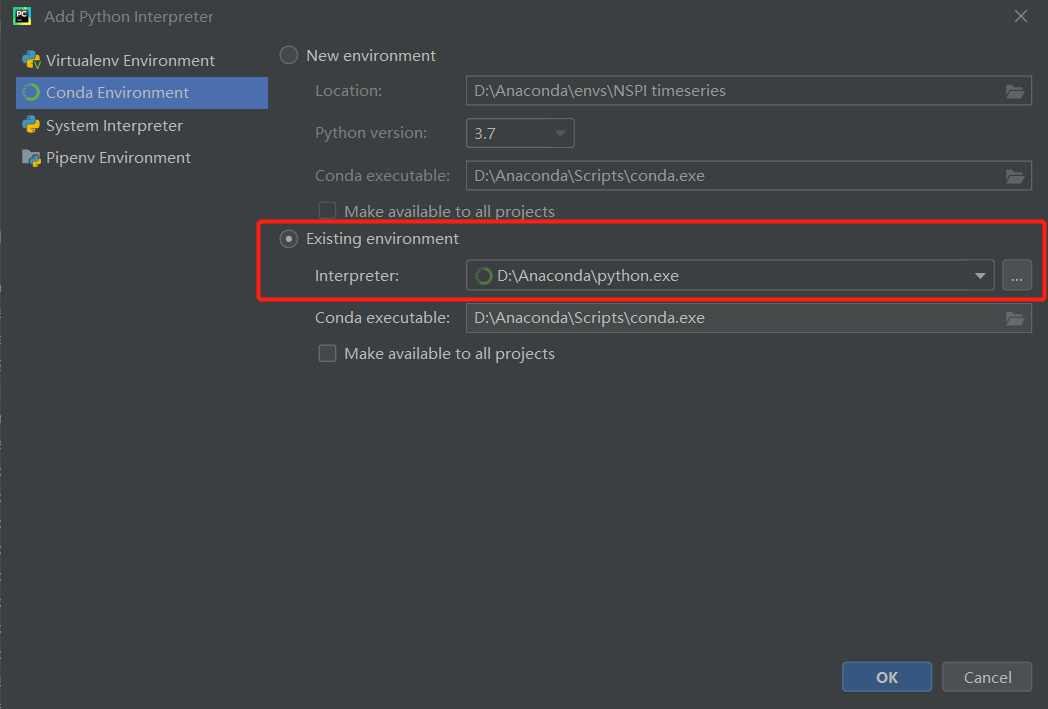 PC Add Python Interpreter
Virtualenv Environment
Conda Environment
System Interpreter
Pipenv Environment
New environment
Location: D:\Anaconda\envs\NSPI timeseries
Python version: 3.7
Conda executable: D:\Anaconda\Scripts\conda.exe
Make available to all projects
Existing environment
Interpreter: D:\Anaconda\python.exe ...
Conda executable: D:\Anaconda\Scripts\conda.exe
Make available to all projects
OK Cancel